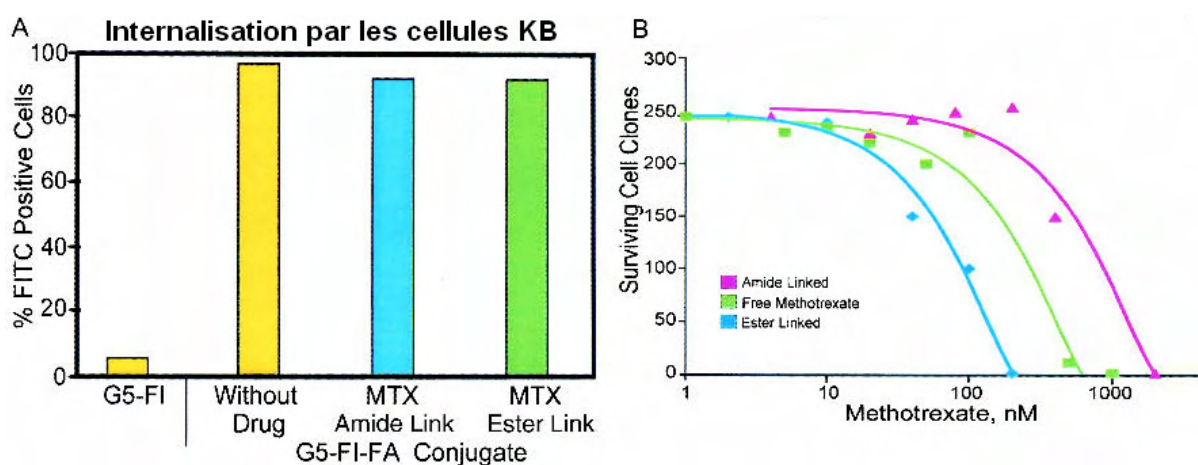 A
Internalisation par les cellules KB
% FITC Positive Cells
100
80
60
40
20
0
G5-FI
Without
Drug
MTX
Amide Link
MTX
Ester Link
G5-FI-FA Conjugate
B
Surviving Cell Clones
300
250
200
150
100
50
0
Amide Linked
Free Methotrexate
Ester Linked
1
10
100
1000
Methotrexate, nM